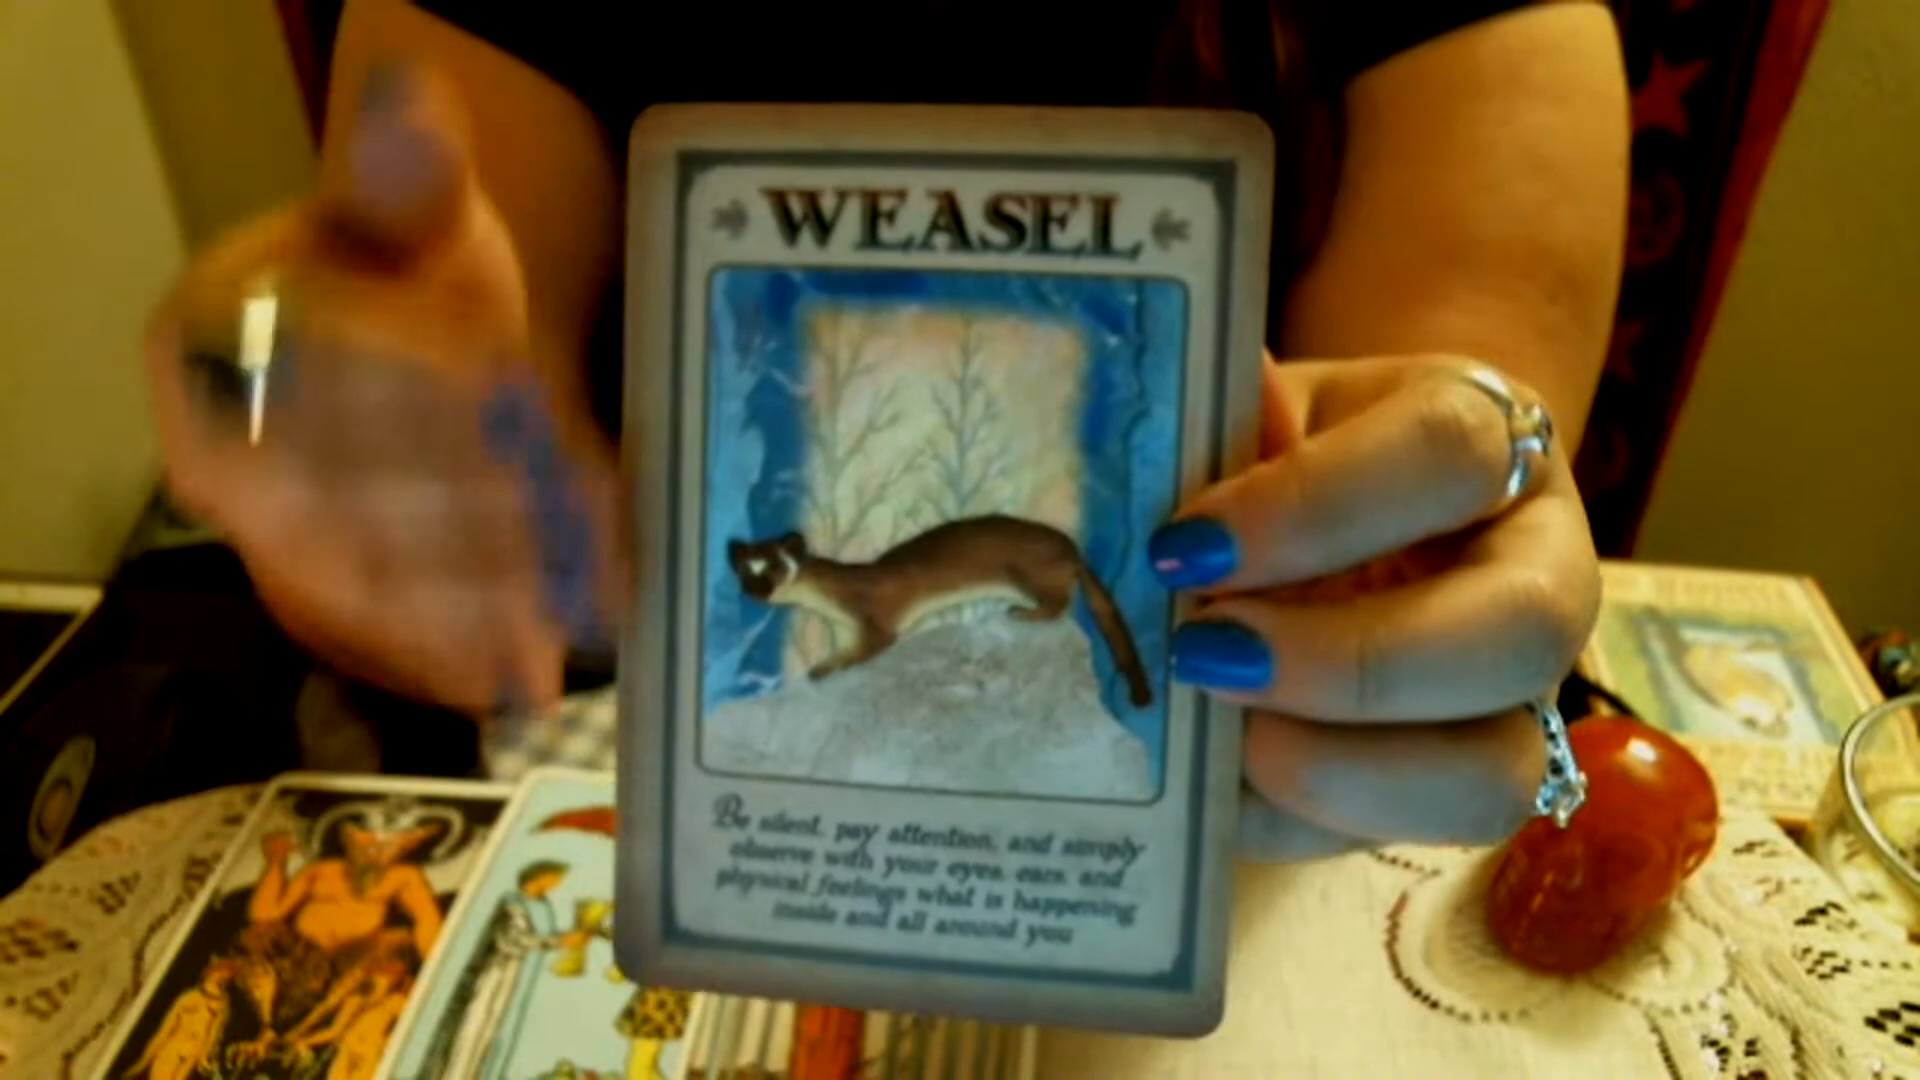 WEASEL
Be silent, pay attention, and simply
observe with your eyes, ears, and
physical feelings what is happening
inside and all around you